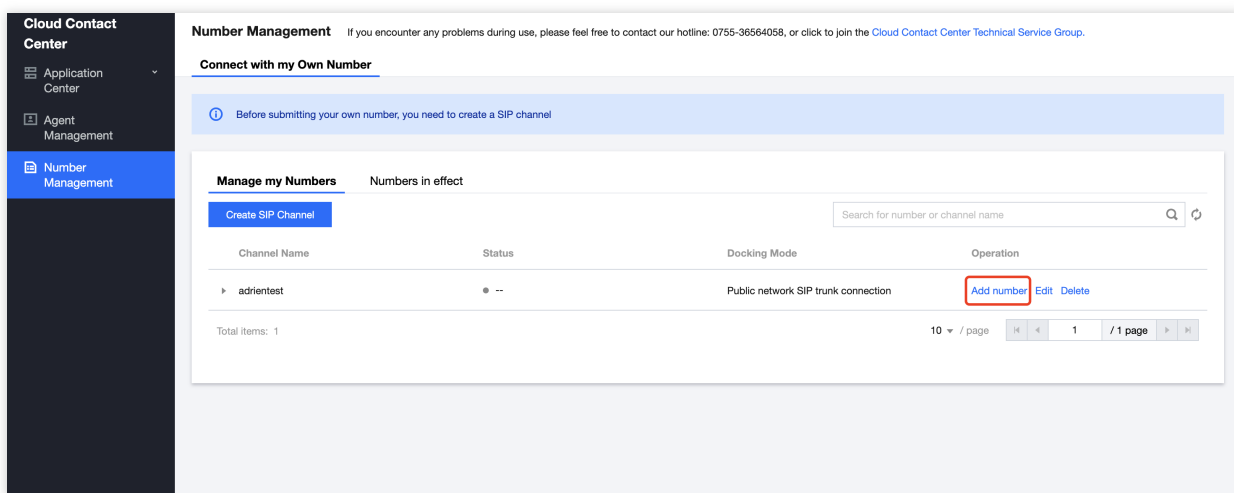 Cloud Contact
Center
Number Management If you encounter any problems during use, please feel free to contact our hotline: 0755-36564058, or click to join the Cloud Contact Center Technical Service Group.
Application
Center
Agent
Management
Number
Management
Connect with my Own Number
Before submitting your own number, you need to create a SIP channel
Manage my Numbers Numbers in effect
Create SIP Channel Search for number or channel name
Channel Name Status Docking Mode Operation
adrientest -- Public network SIP trunk connection Add number Edit Delete
Total items: 1 10 / page 1 / 1 page